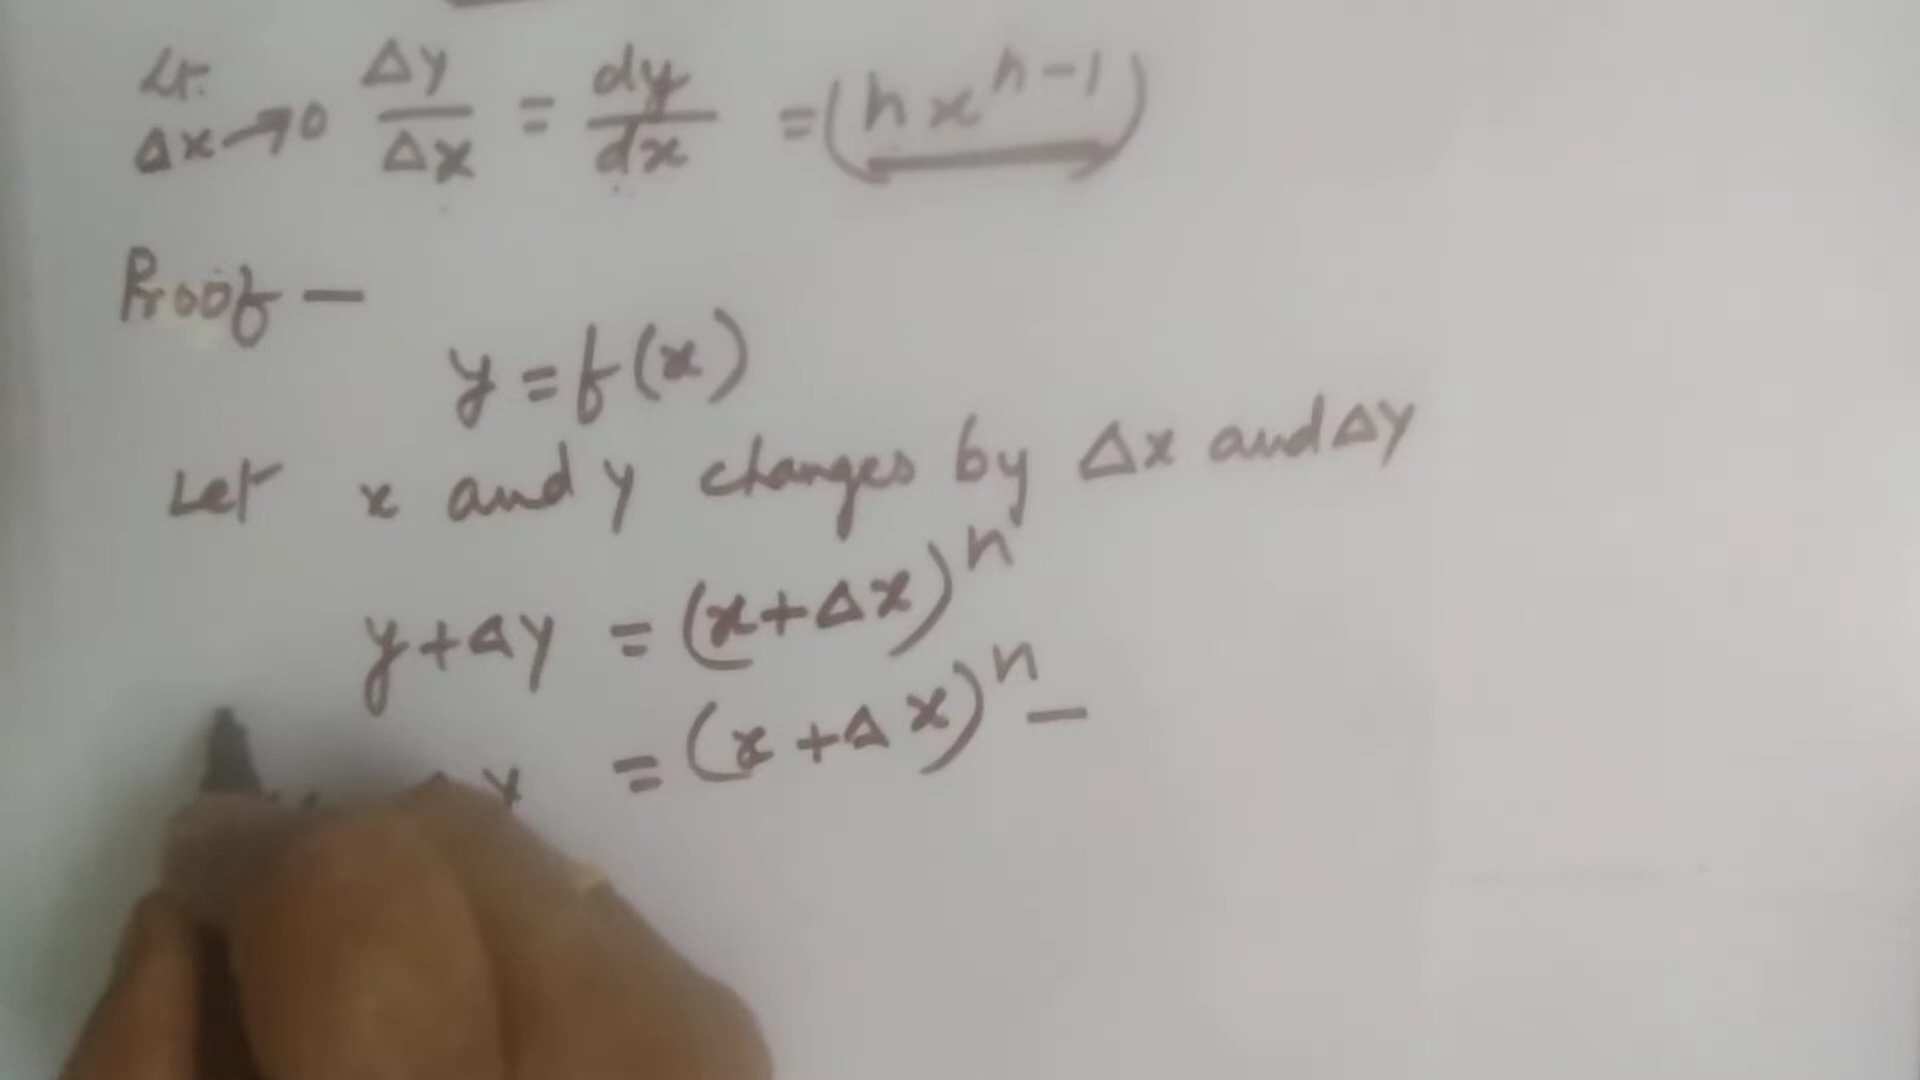 Lt. Δx→0 Δy/Δx = dy/dx = (nx^n-1)
Proof —
y = f(x)
Let x and y changes by Δx and Δy
y+Δy = (x+Δx)^n
Δy = (x+Δx)^n —